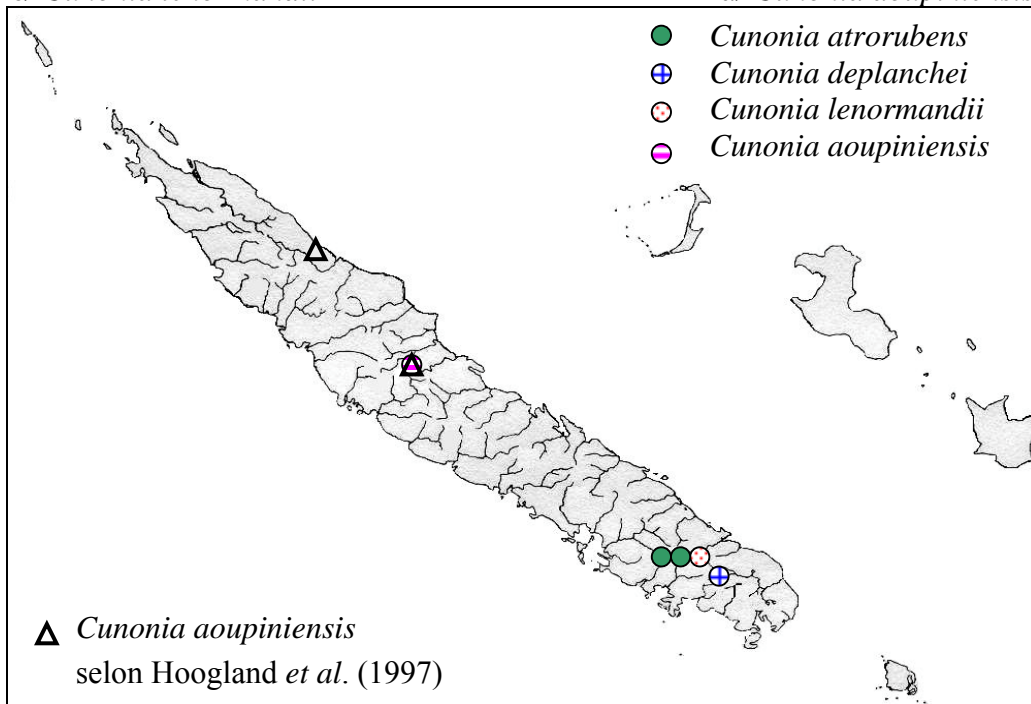 Cunonia atrorubens
Cunonia deplanchei
Cunonia lenormandii
Cunonia aoupiniensis
Cunonia aoupiniensis
selon Hoogland et al. (1997)